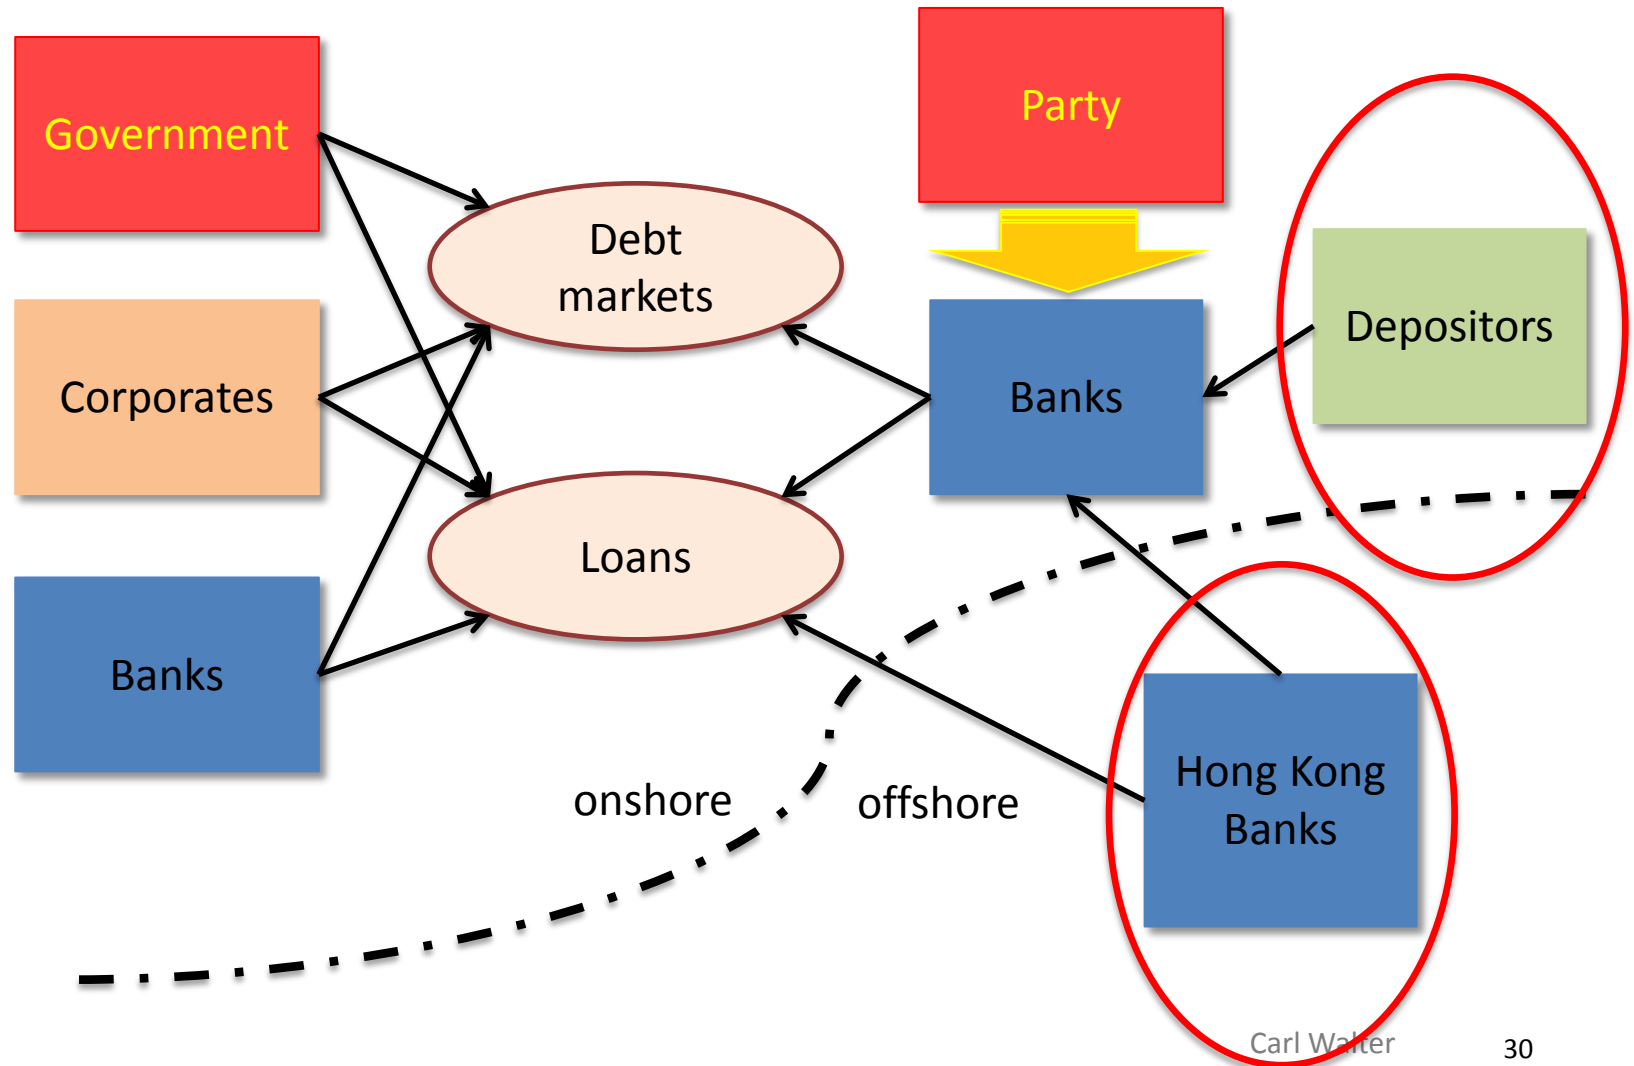 Government
Party
Debt
markets
Depositors
Corporates
Banks
Loans
Banks
Hong Kong
Banks
onshore
offshore
Carl Walter
30